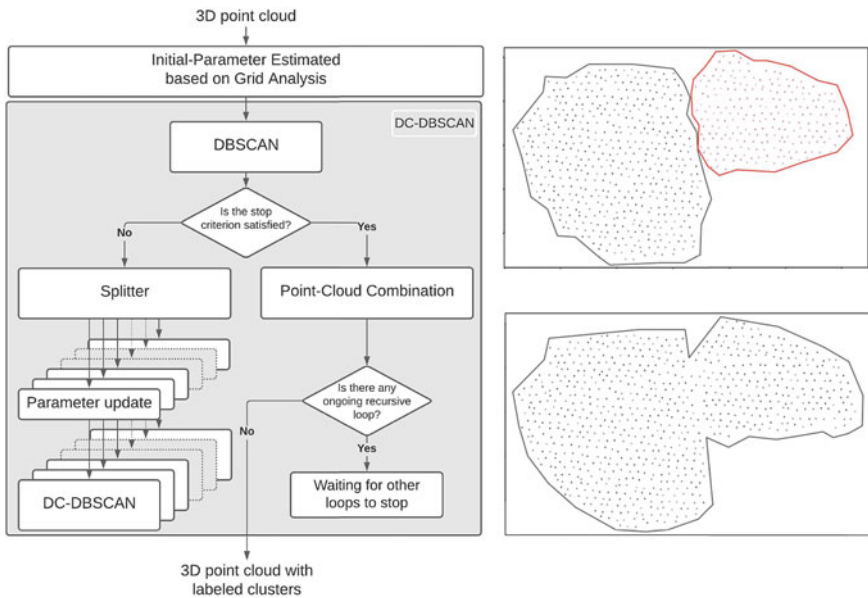 3D point cloud
Initial-Parameter Estimated
based on Grid Analysis
DC-DBSCAN
DBSCAN
Is the stop
criterion satisfied?
No
Yes
Splitter
Point-Cloud Combination
Parameter update
Is there any
ongoing recursive
loop?
No
Yes
DC-DBSCAN
Waiting for other
loops to stop
3D point cloud with
labeled clusters